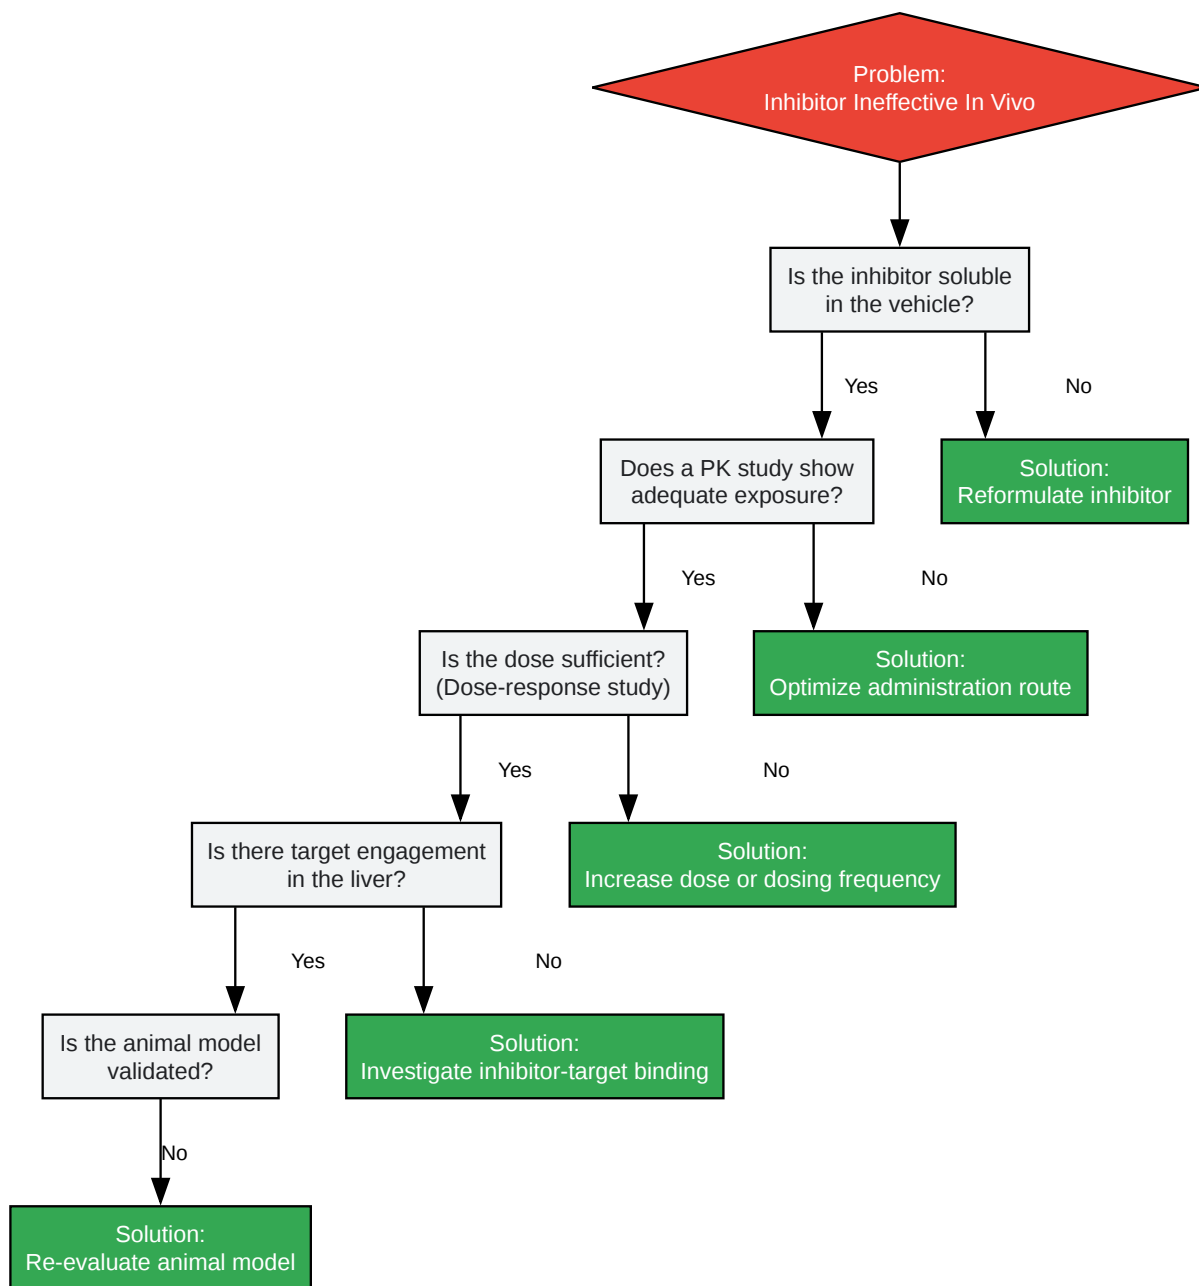 Problem:
Inhibitor Ineffective In Vivo
Is the inhibitor soluble
in the vehicle?
Yes
No
Does a PK study show
adequate exposure?
Solution:
Reformulate inhibitor
Yes
No
Is the dose sufficient?
(Dose-response study)
Solution:
Optimize administration route
Yes
No
Is there target engagement
in the liver?
Solution:
Increase dose or dosing frequency
Yes
No
Is the animal model
validated?
Solution:
Investigate inhibitor-target binding
No
Solution:
Re-evaluate animal model